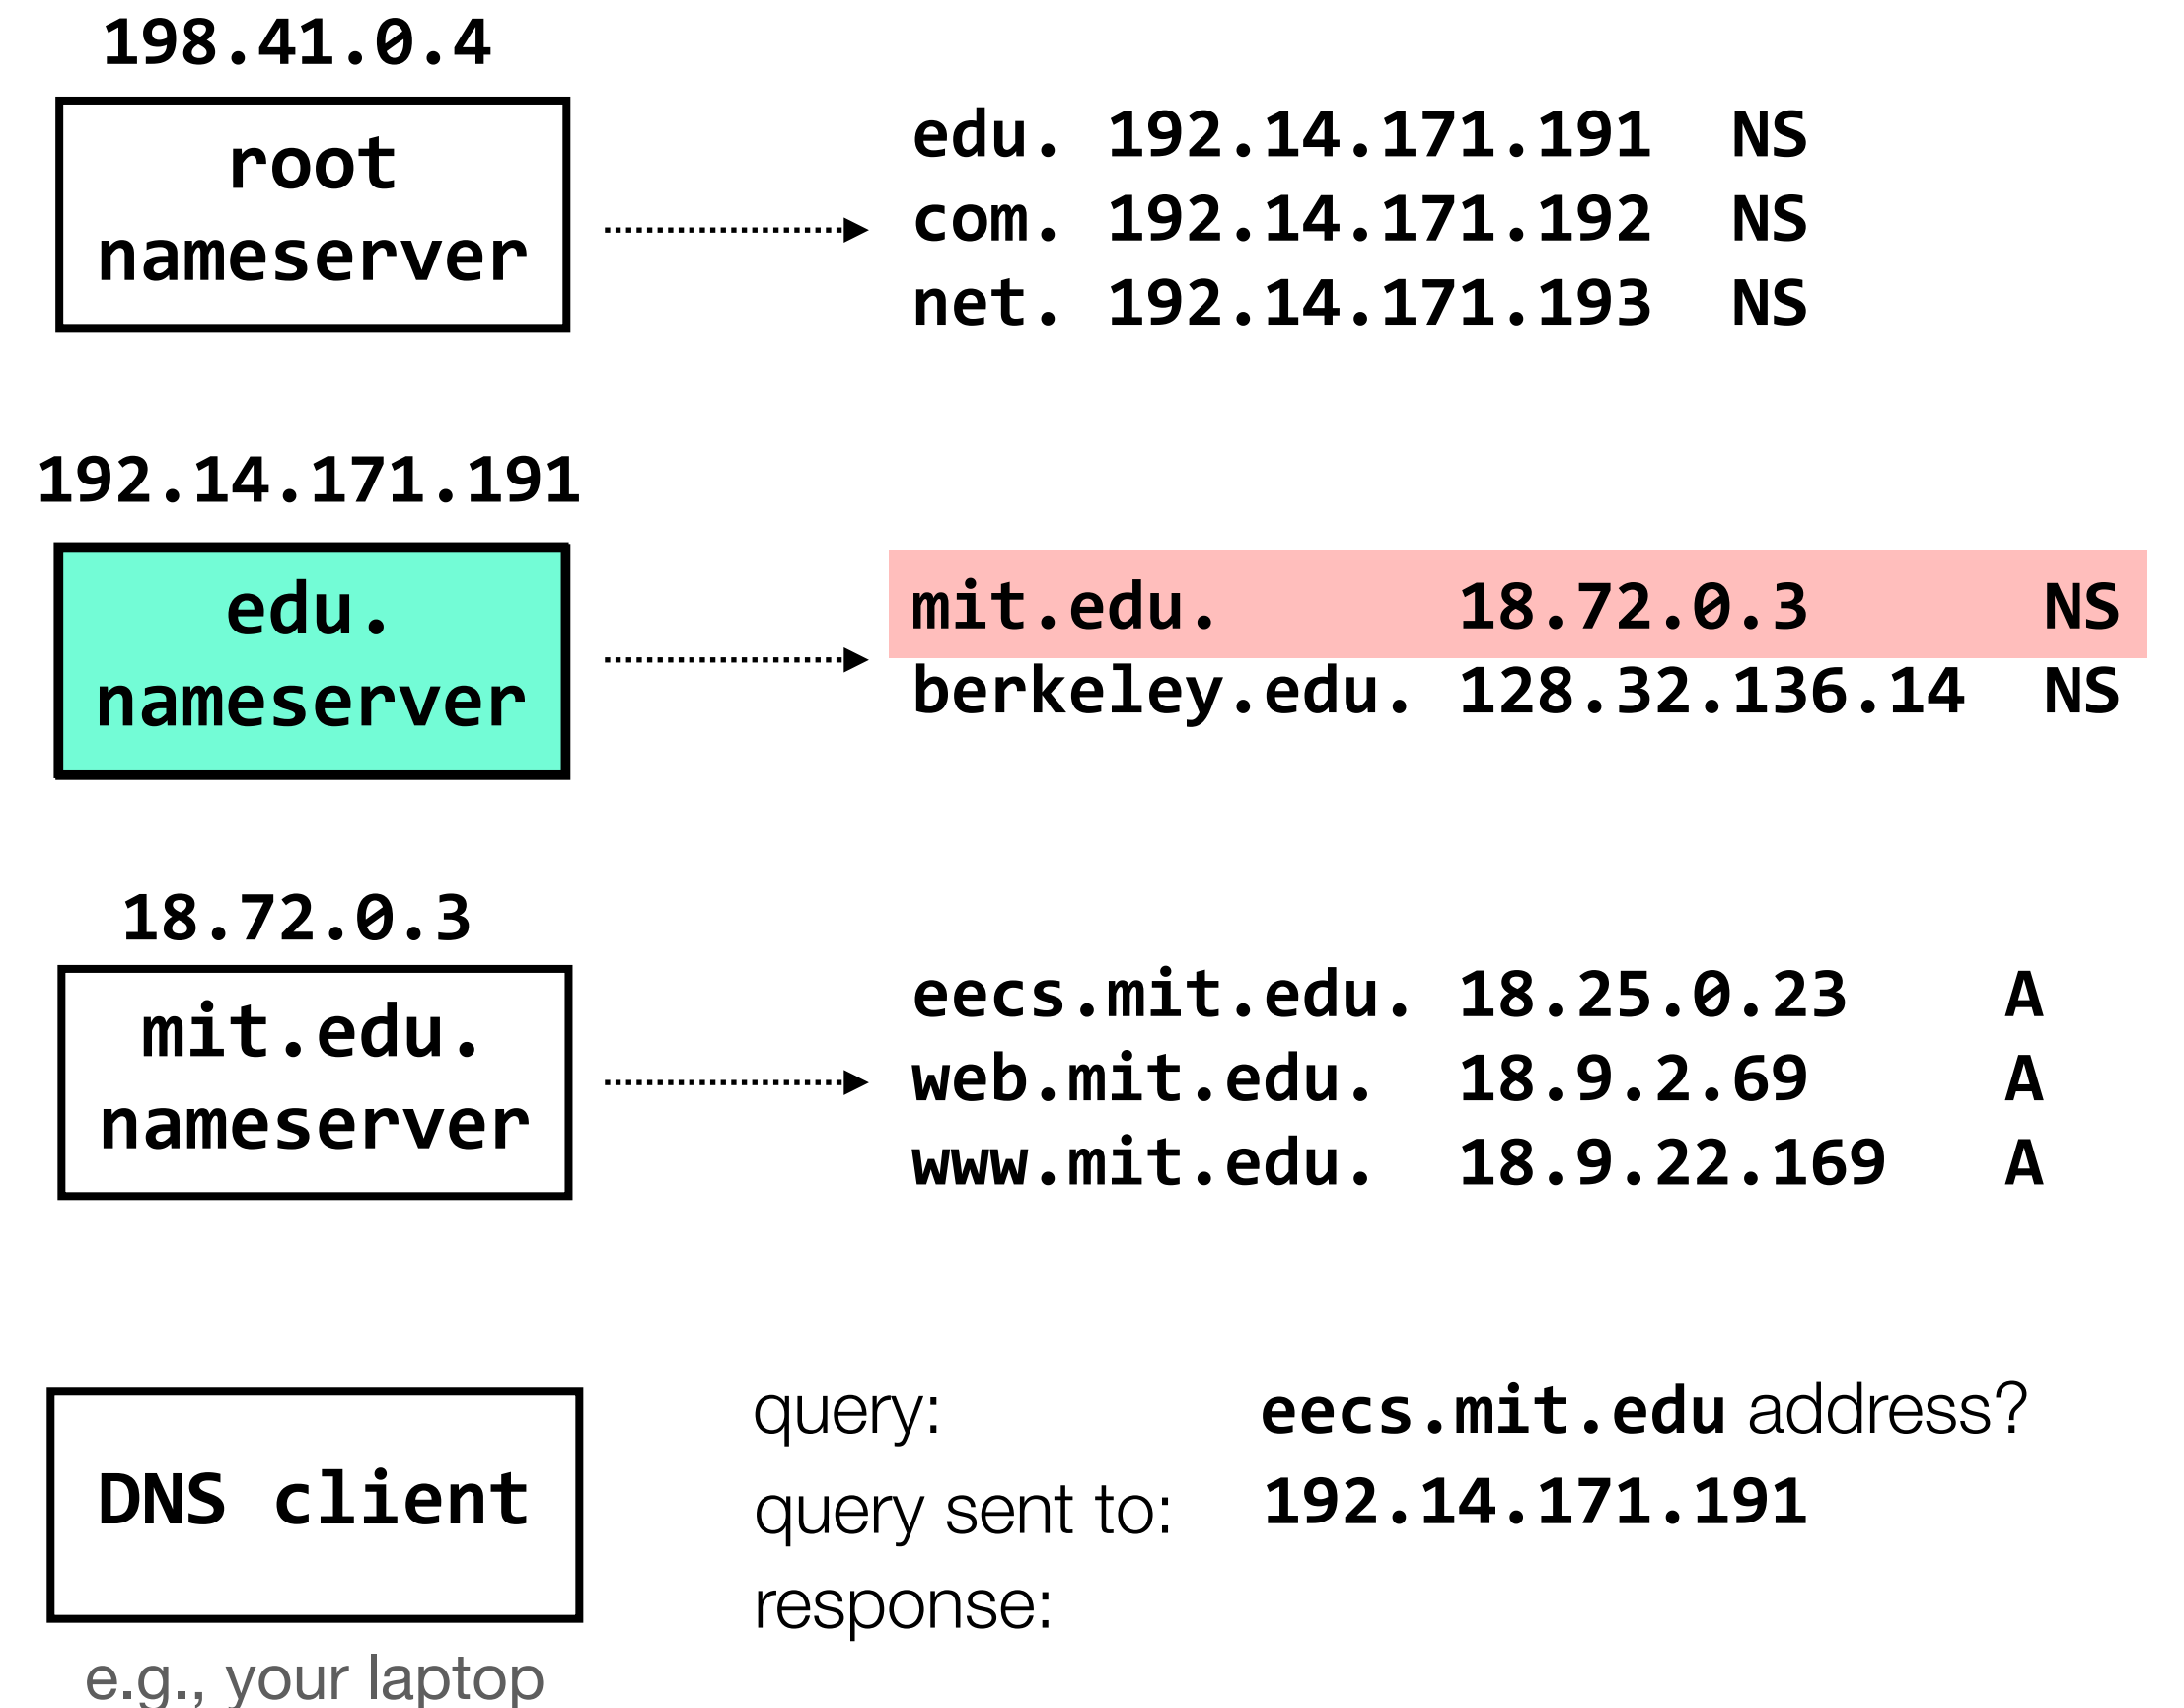 198.41.0.4
root
nameserver
edu. 192.14.171.191 NS
com. 192.14.171.192 NS
net. 192.14.171.193 NS
192.14.171.191
edu.
nameserver
mit.edu. 18.72.0.3 NS
berkeley.edu. 128.32.136.14 NS
18.72.0.3
mit.edu.
nameserver
eecs.mit.edu. 18.25.0.23 A
web.mit.edu. 18.9.2.69 A
www.mit.edu. 18.9.22.169 A
DNS client
e.g., your laptop
query: eecs.mit.edu address?
query sent to: 192.14.171.191
response: